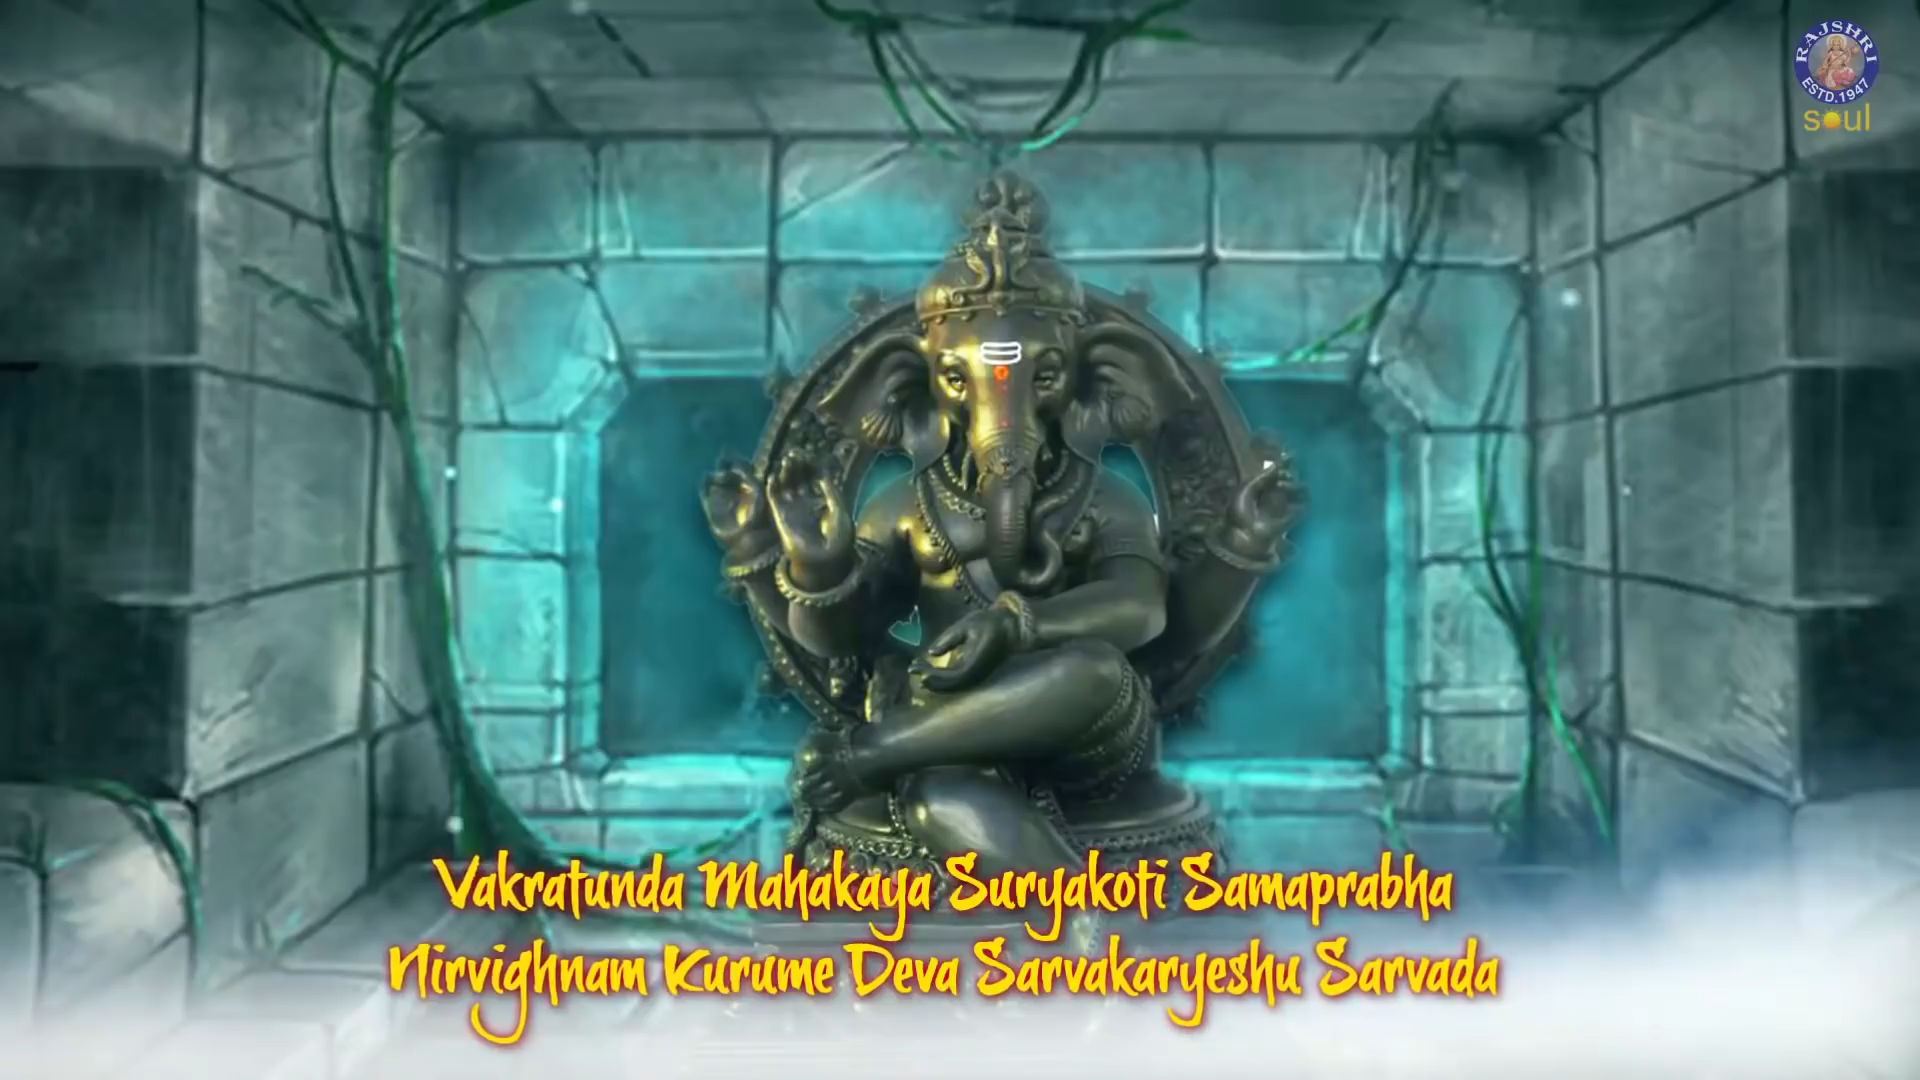 RAJSHRI
ESTD.1947
soul
Vakratunda Mahakaya Suryakoti Samaprabha
Nirvighnam Kurume Deva Sarvakaryeshu Sarvada